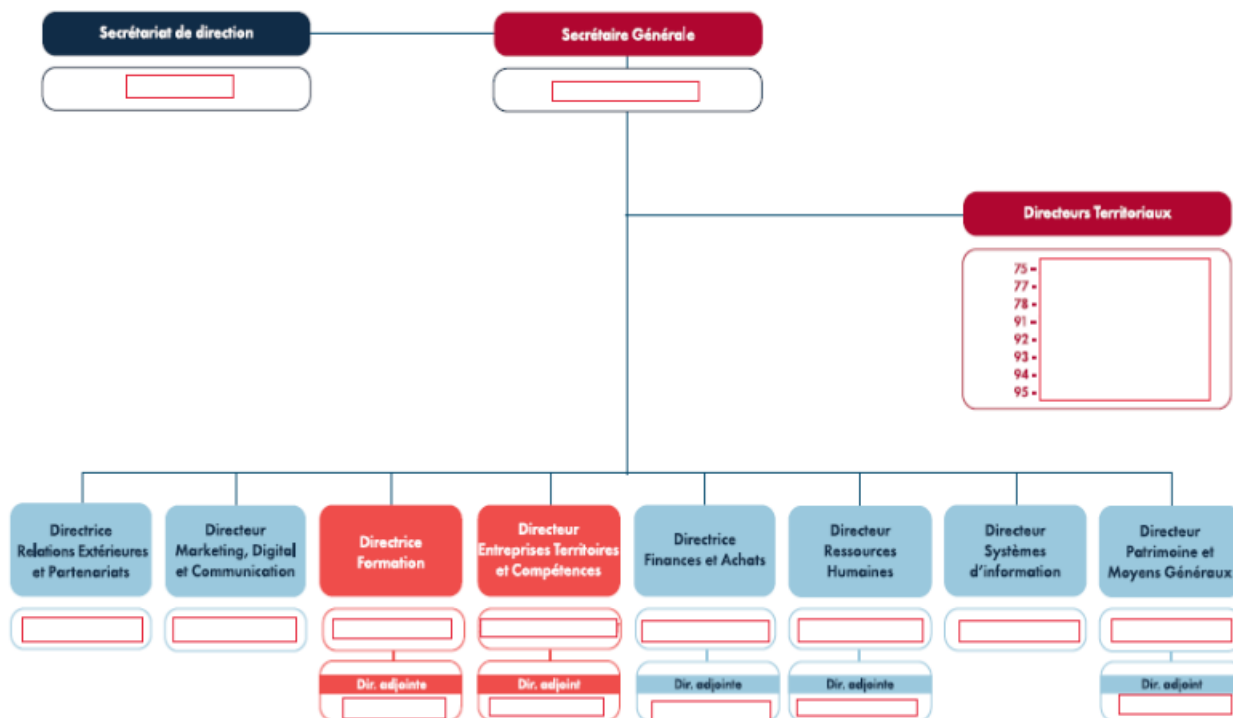 Secrétariat de direction
Secrétaire Générale
Directeurs Territoriaux
75 -
77 -
78 -
91 -
92 -
93 -
94 -
95 -
Directrice
Relations Extérieures
et Partenariats
Directeur
Marketing, Digital
et Communication
Directrice
Formation
Directeur
Entreprises Territoires
et Compétences
Directrice
Finances et Achats
Directeur
Ressources
Humaines
Directeur
Systèmes
d'information
Directeur
Patrimoine et
Moyens Généraux
Dir. adjointe
Dir. adjoint
Dir. adjointe
Dir. adjointe
Dir. adjoint